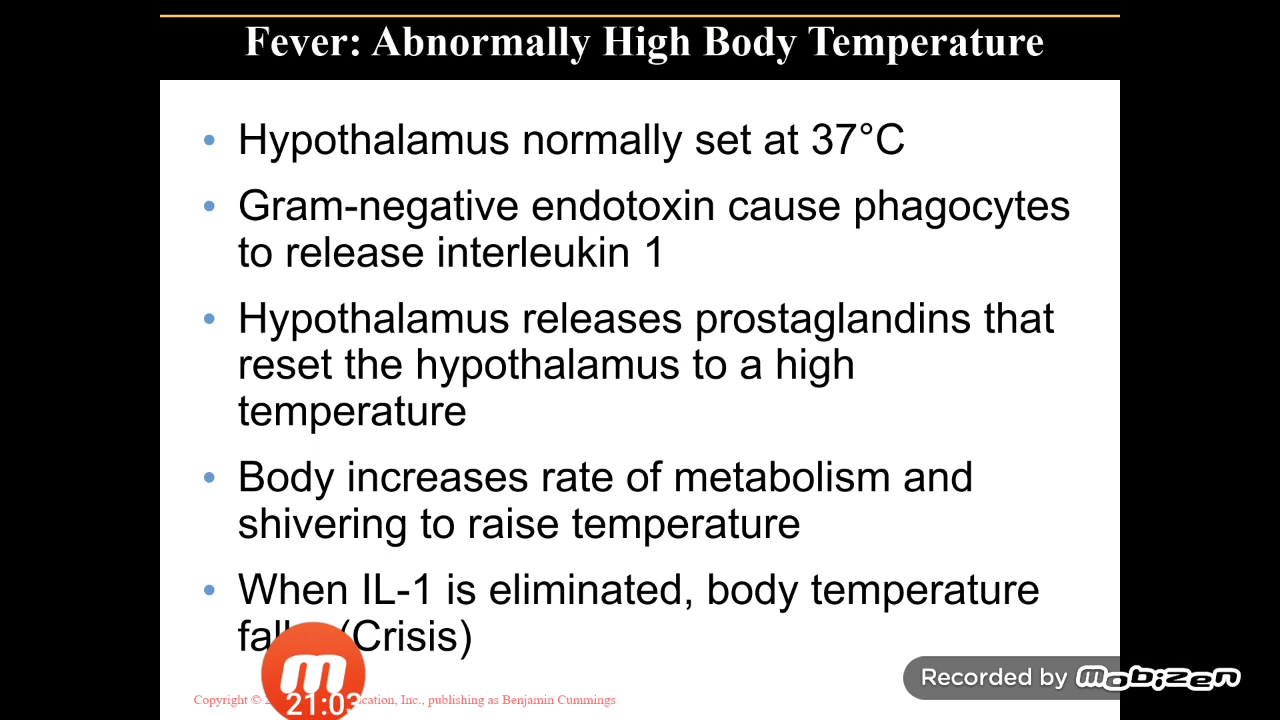 Fever: Abnormally High Body Temperature
• Hypothalamus normally set at 37°C
• Gram-negative endotoxin cause phagocytes
to release interleukin 1
• Hypothalamus releases prostaglandins that
reset the hypothalamus to a high
temperature
• Body increases rate of metabolism and
shivering to raise temperature
• When IL-1 is eliminated, body temperature
(Crisis)
Recorded by mobizen
m
21:03
Copyright © Inc., publishing as Benjamin Cummings